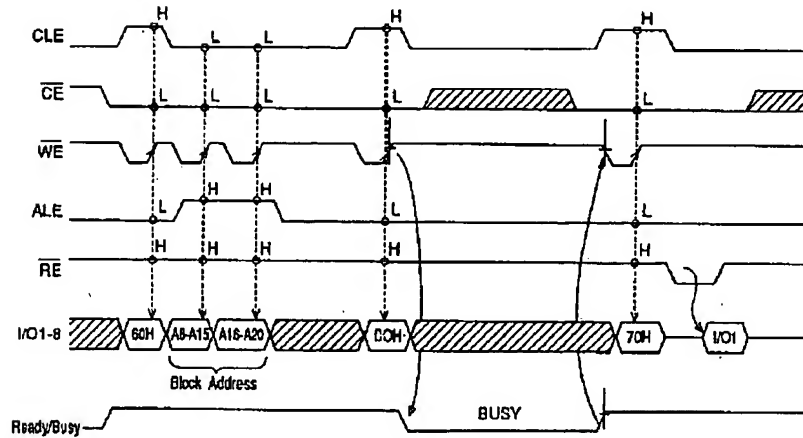 CLE H L L H H
CE L L L L L
WE
ALE L H H L L
RE H H H H H
I/O1-8 60H A8-A15 A16-A20 DOH 70H I/O1
Block Address
Ready/Busy BUSY